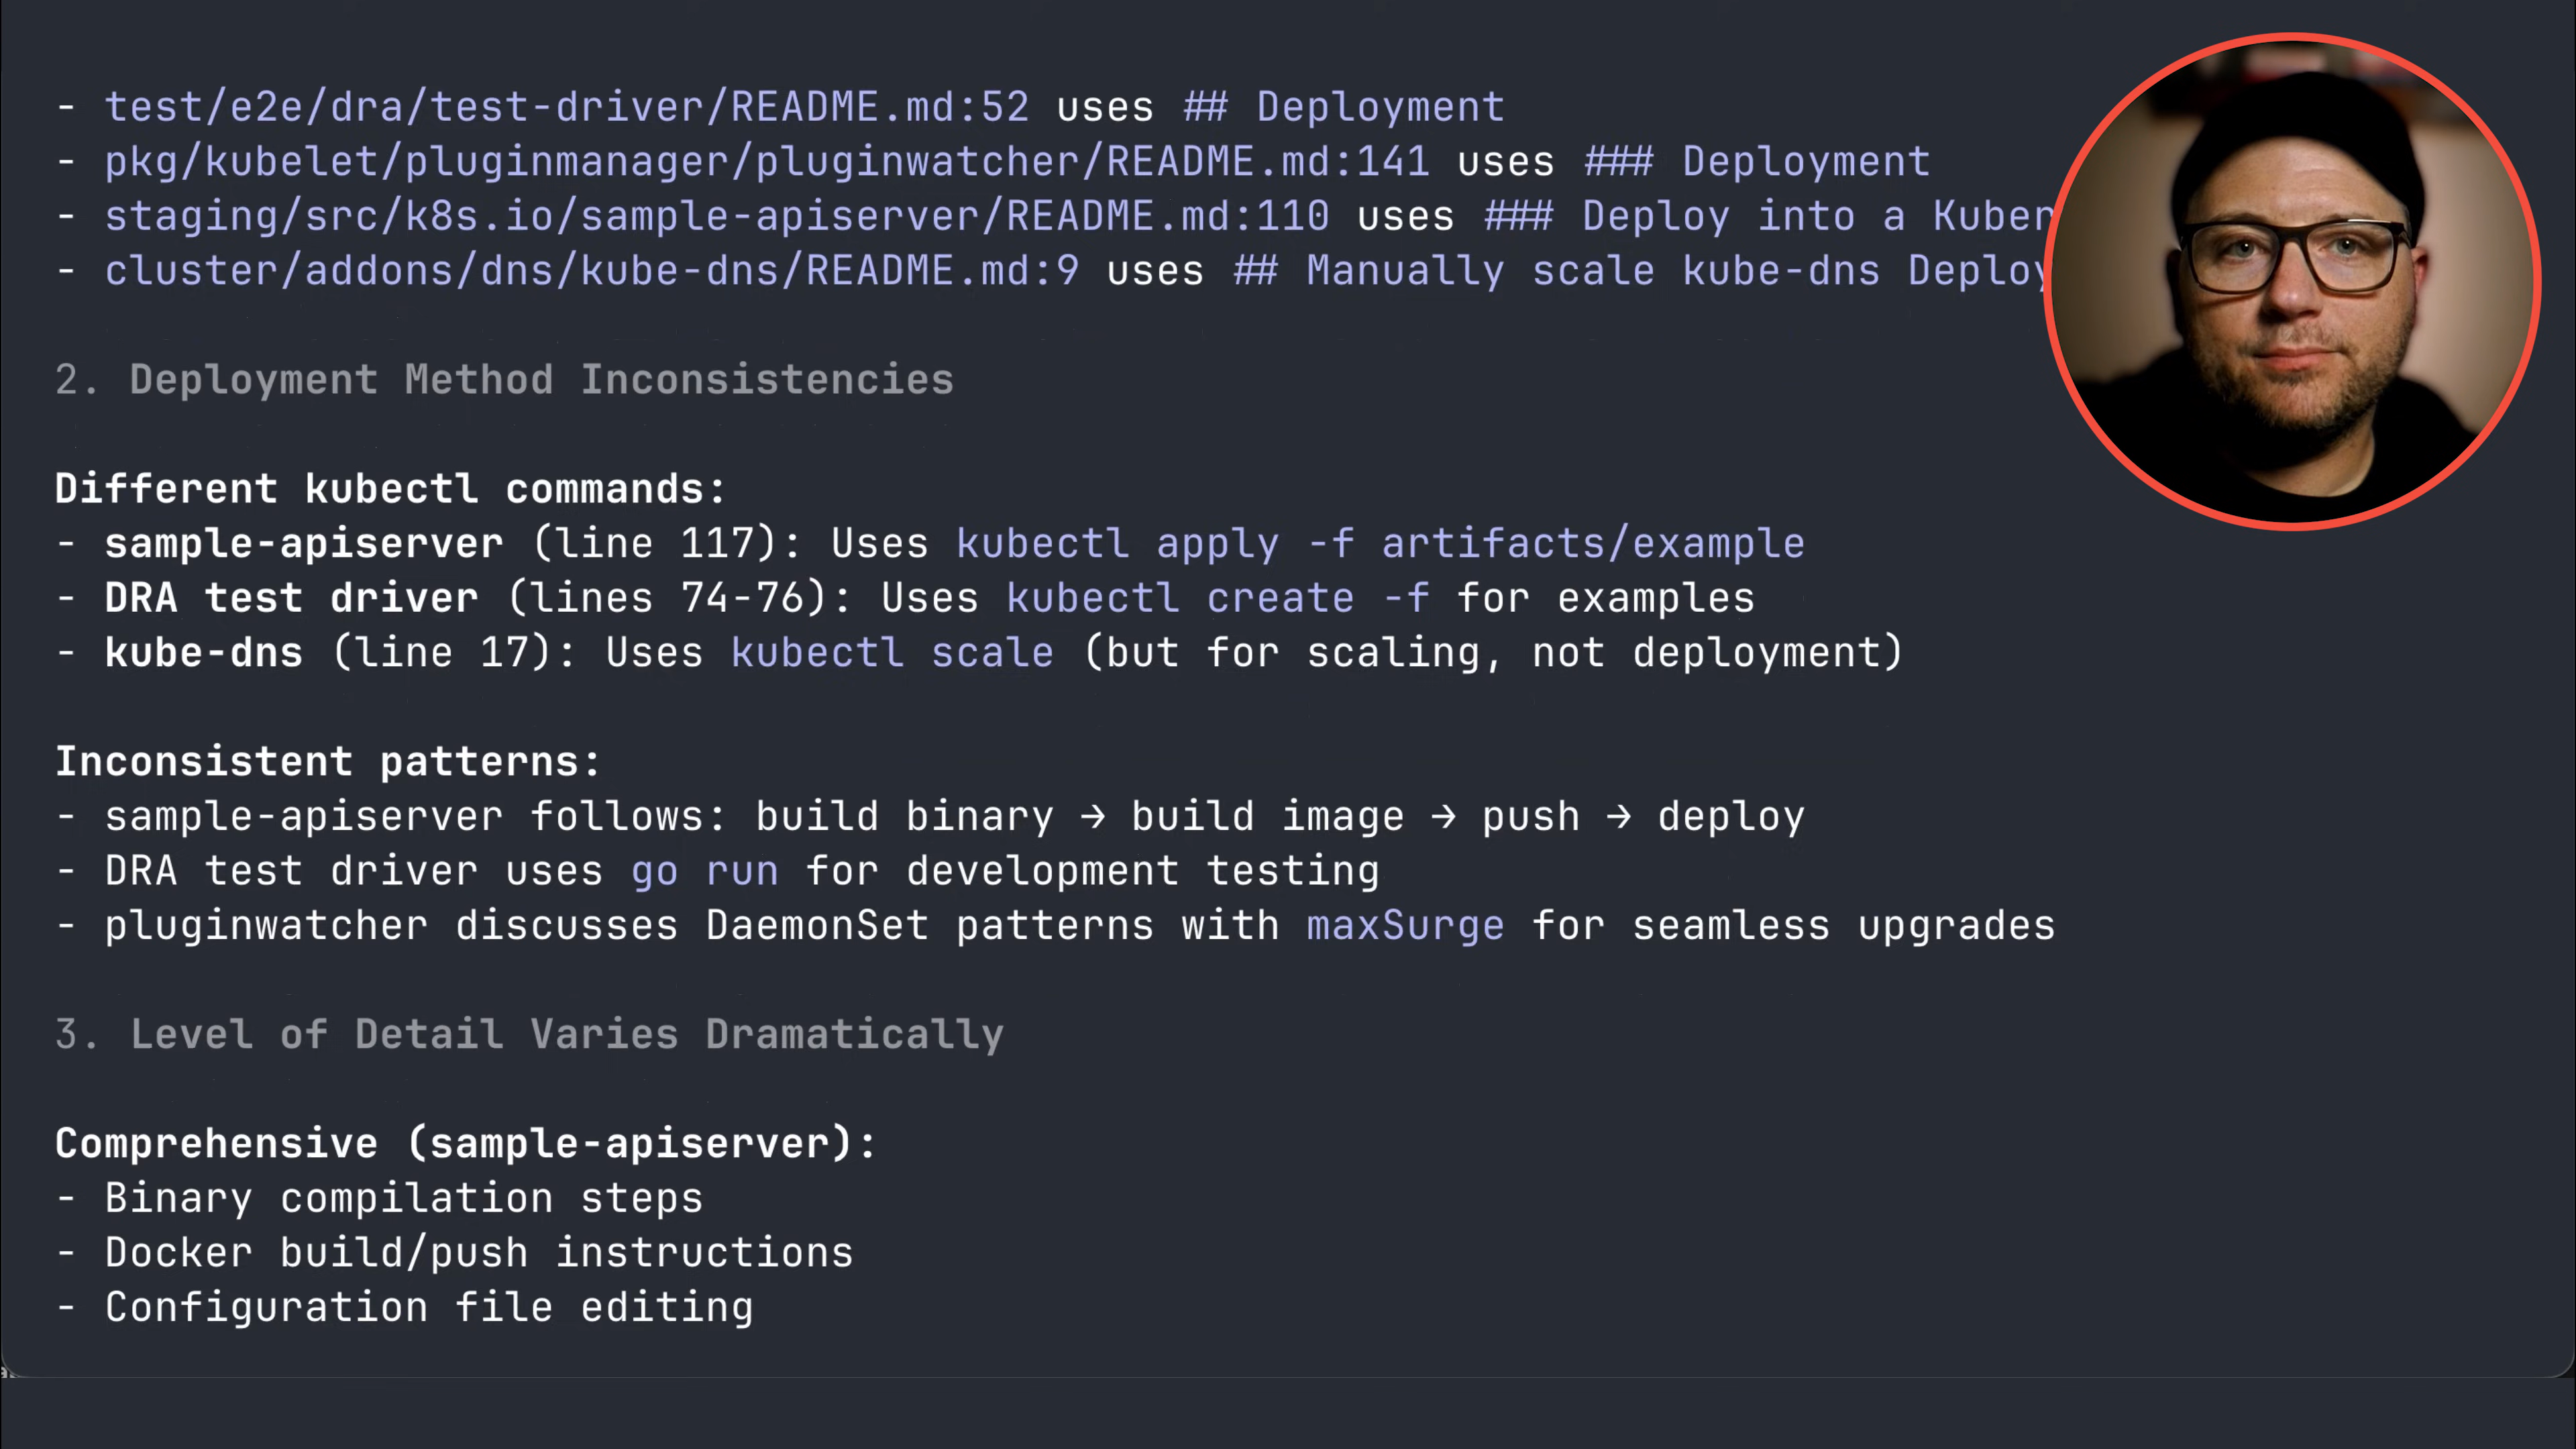 - test/e2e/dra/test-driver/README.md:52 uses ## Deployment
- pkg/kubelet/pluginmanager/pluginwatcher/README.md:141 uses ### Deployment
- staging/src/k8s.io/sample-apiserver/README.md:110 uses ### Deploy into a Kuber
- cluster/addons/dns/kube-dns/README.md:9 uses ## Manually scale kube-dns Deploy
2. Deployment Method Inconsistencies
Different kubectl commands:
- sample-apiserver (line 117): Uses kubectl apply -f artifacts/example
- DRA test driver (lines 74-76): Uses kubectl create -f for examples
- kube-dns (line 17): Uses kubectl scale (but for scaling, not deployment)
Inconsistent patterns:
- sample-apiserver follows: build binary → build image → push → deploy
- DRA test driver uses go run for development testing
- pluginwatcher discusses DaemonSet patterns with maxSurge for seamless upgrades
3. Level of Detail Varies Dramatically
Comprehensive (sample-apiserver):
- Binary compilation steps
- Docker build/push instructions
- Configuration file editing